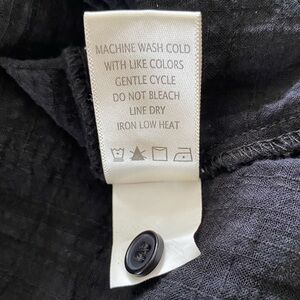 MACHINE WASH COLD
WITH LIKE COLORS
GENTLE CYCLE
DO NOT BLEACH
LINE DRY
IRON LOW HEAT